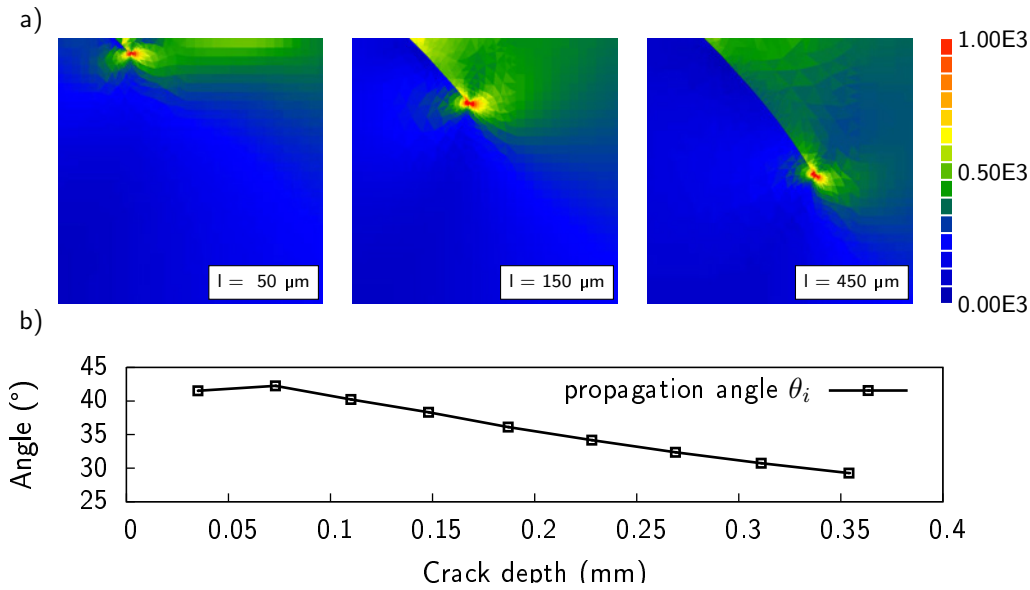 a)
1.00E3
0.50E3
0.00E3
l = 50 µm
l = 150 µm
l = 450 µm
b)
45
40
35
30
25
Angle (°)
propagation angle θi
0
0.05
0.1
0.15
0.2
0.25
0.3
0.35
0.4
Crack depth (mm)